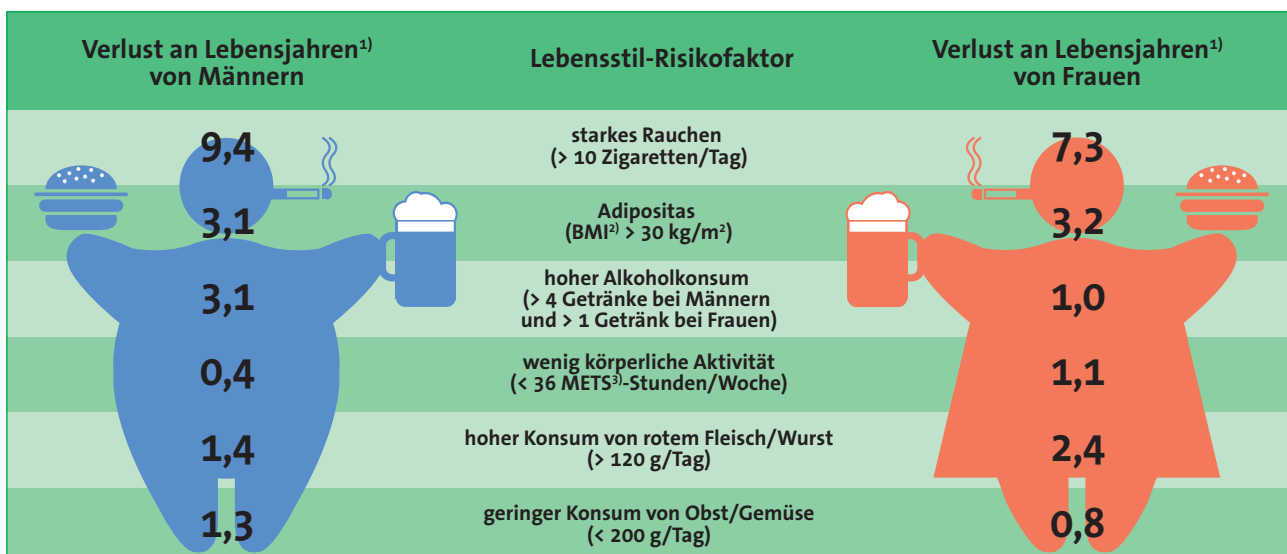 Verlust an Lebensjahren¹⁾
von Männern
Lebensstil-Risikofaktor
Verlust an Lebensjahren¹⁾
von Frauen
9,4
starkes Rauchen
(> 10 Zigaretten/Tag)
7,3
3,1
Adipositas
(BMI²⁾ > 30 kg/m²)
3,2
3,1
hoher Alkoholkonsum
(> 4 Getränke bei Männern
und > 1 Getränk bei Frauen)
1,0
0,4
wenig körperliche Aktivität
(< 36 METS³⁾-Stunden/Woche)
1,1
1,4
hoher Konsum von rotem Fleisch/Wurst
(> 120 g/Tag)
2,4
1,3
geringer Konsum von Obst/Gemüse
(< 200 g/Tag)
0,8